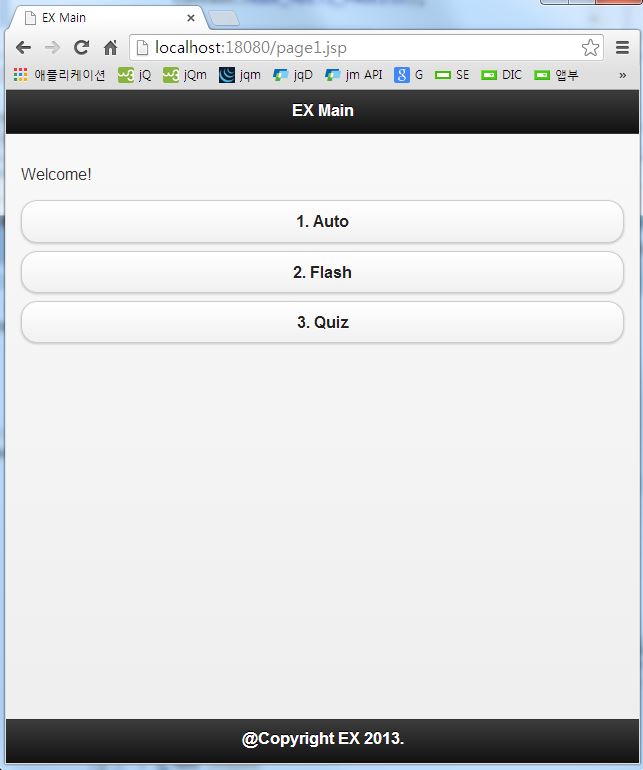 EX Main
localhost:18080/page1.jsp
애플리케이션 jQ jQm jqm jqD jm API G SE DIC 앱부 »
EX Main
Welcome!
1. Auto
2. Flash
3. Quiz
@Copyright EX 2013.